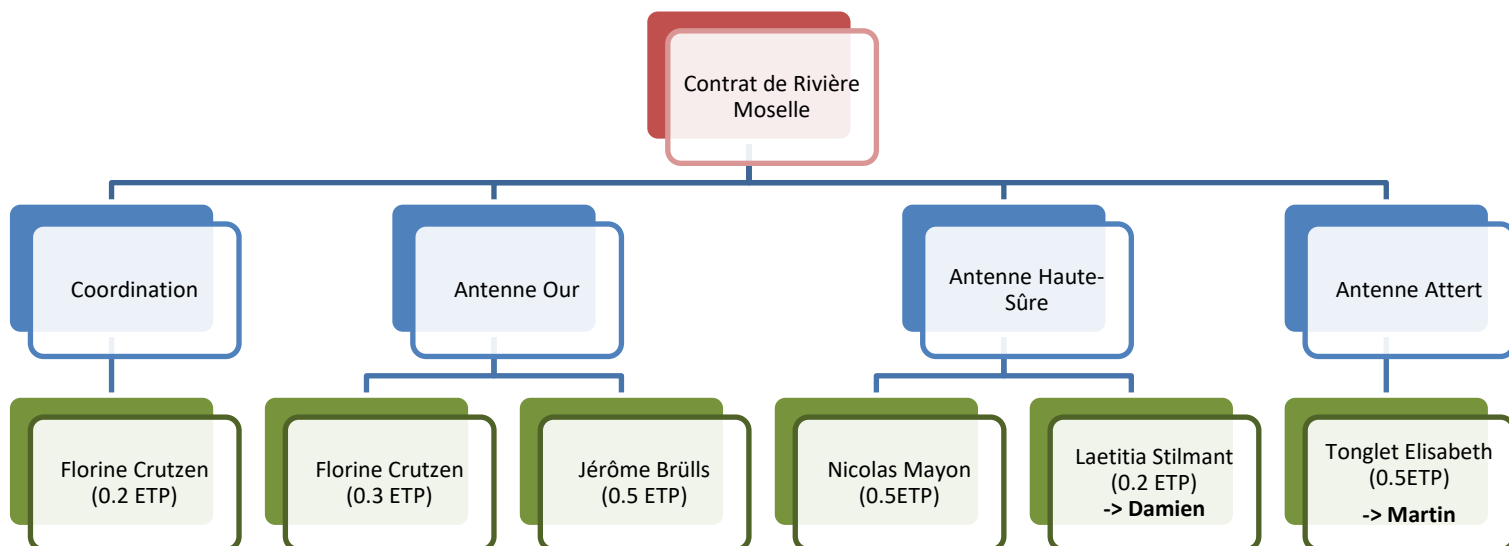 Contrat de Rivière
Moselle
Coordination
Antenne Our
Antenne Haute-
Sûre
Antenne Attert
Florine Crutzen
(0.2 ETP)
Florine Crutzen
(0.3 ETP)
Jérôme Brülls
(0.5 ETP)
Nicolas Mayon
(0.5ETP)
Laetitia Stilmant
(0.2 ETP)
-> Damien
Tonglet Elisabeth
(0.5ETP)
-> Martin